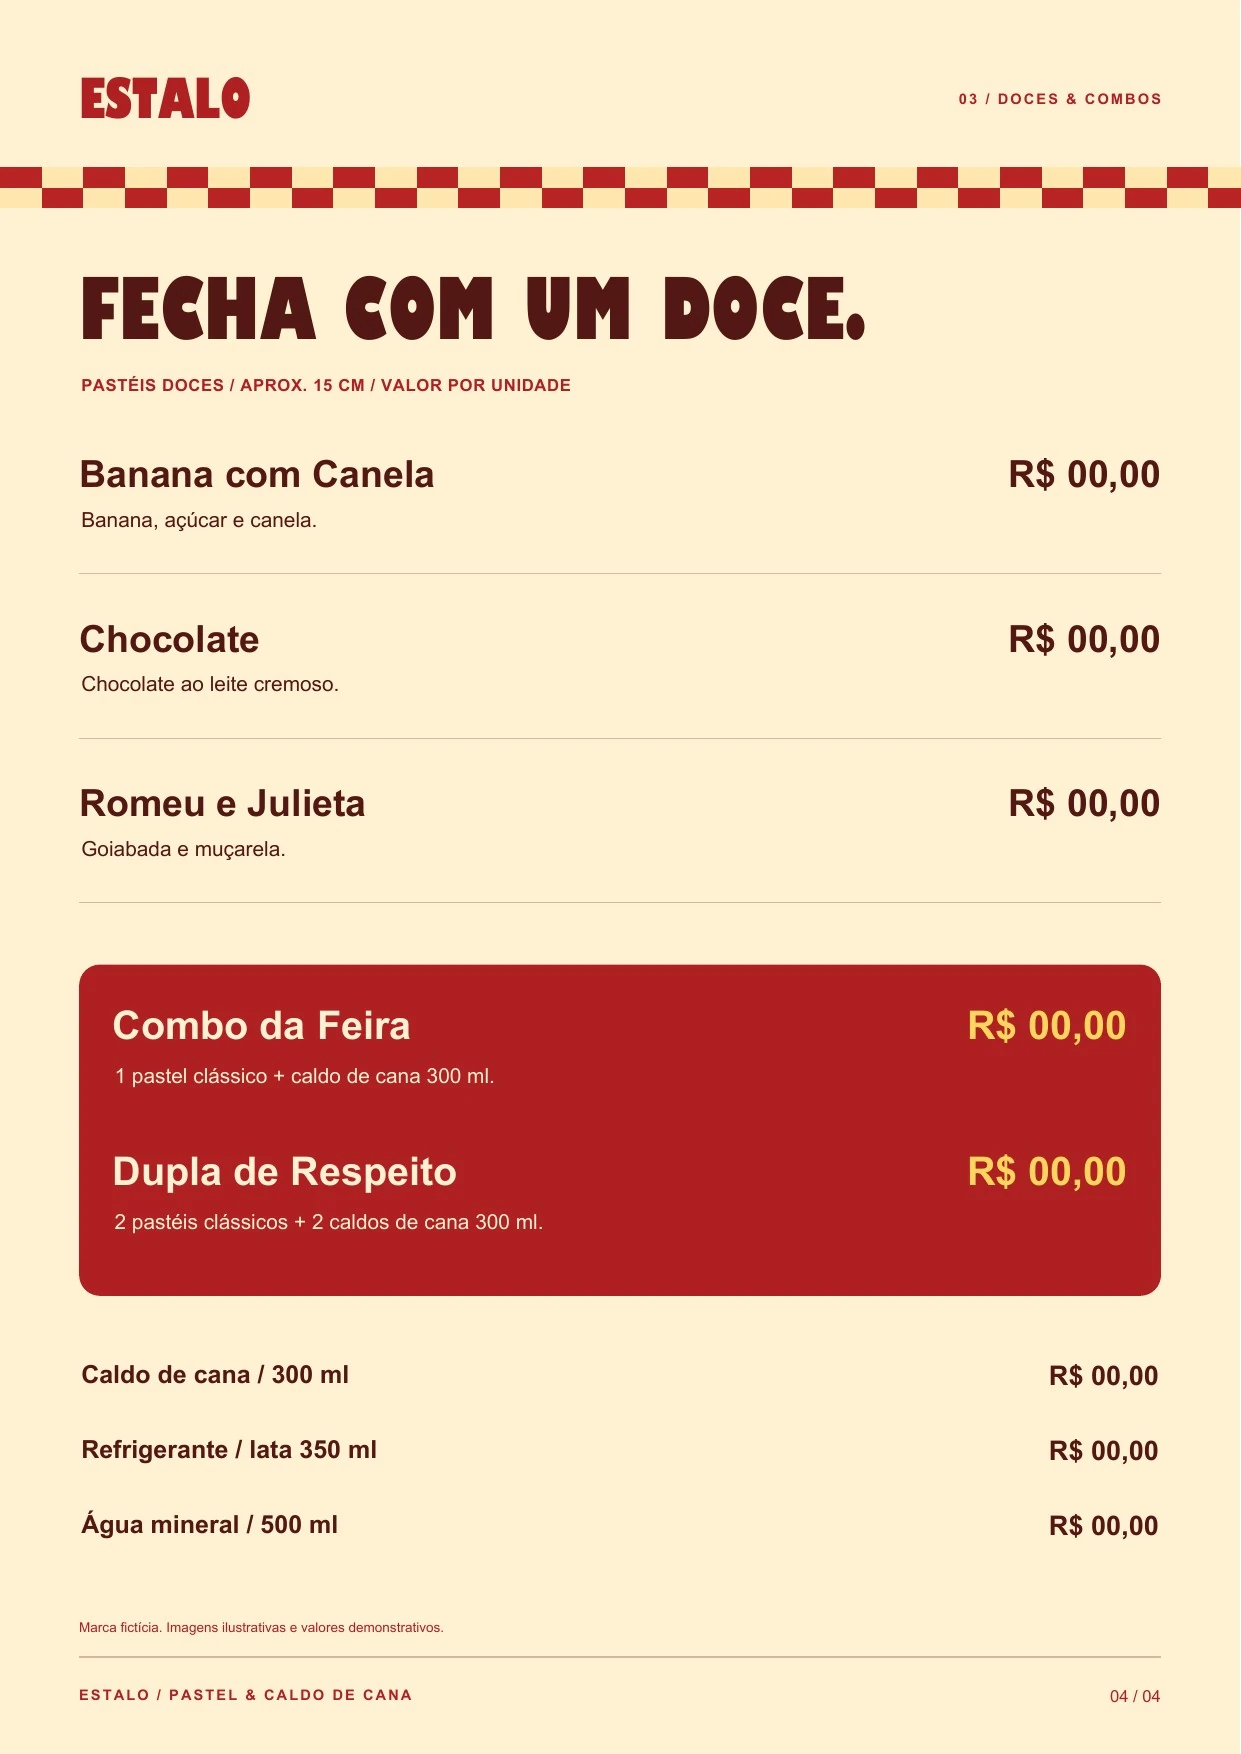 ESTALO
03 / DOCES & COMBOS
FECHA COM UM DOCE.
PASTÉIS DOCES / APROX. 15 CM / VALOR POR UNIDADE
Banana com Canela R$ 00,00
Banana, açúcar e canela.
Chocolate R$ 00,00
Chocolate ao leite cremoso.
Romeu e Julieta R$ 00,00
Goiabada e muçarela.
Combo da Feira R$ 00,00
1 pastel clássico + caldo de cana 300 ml.
Dupla de Respeito R$ 00,00
2 pastéis clássicos + 2 caldos de cana 300 ml.
Caldo de cana / 300 ml R$ 00,00
Refrigerante / lata 350 ml R$ 00,00
Água mineral / 500 ml R$ 00,00
Marca fictícia. Imagens ilustrativas e valores demonstrativos.
ESTALO / PASTEL & CALDO DE CANA 04 / 04